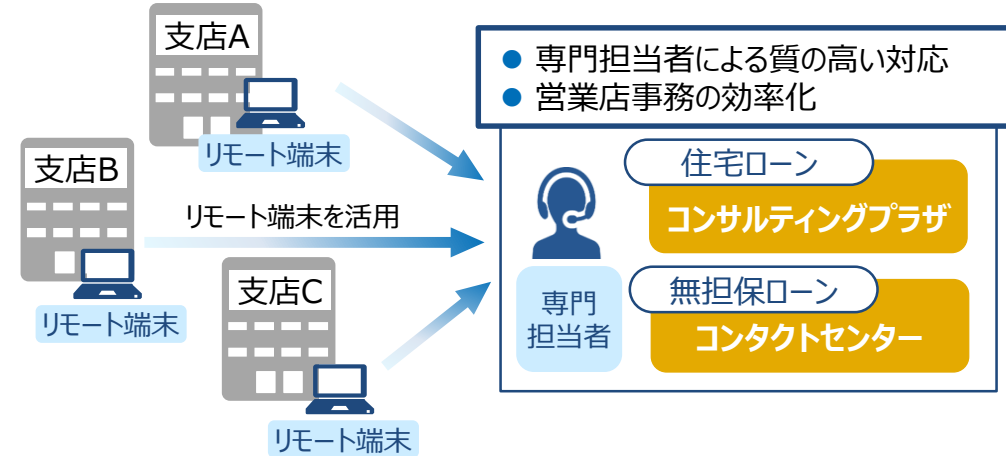 支店A
リモート端末
支店B
リモート端末
リモート端末を活用
支店C
リモート端末
● 専門担当者による質の高い対応
● 営業店事務の効率化
専門
担当者
住宅ローン
コンサルティングプラザ
無担保ローン
コンタクトセンター